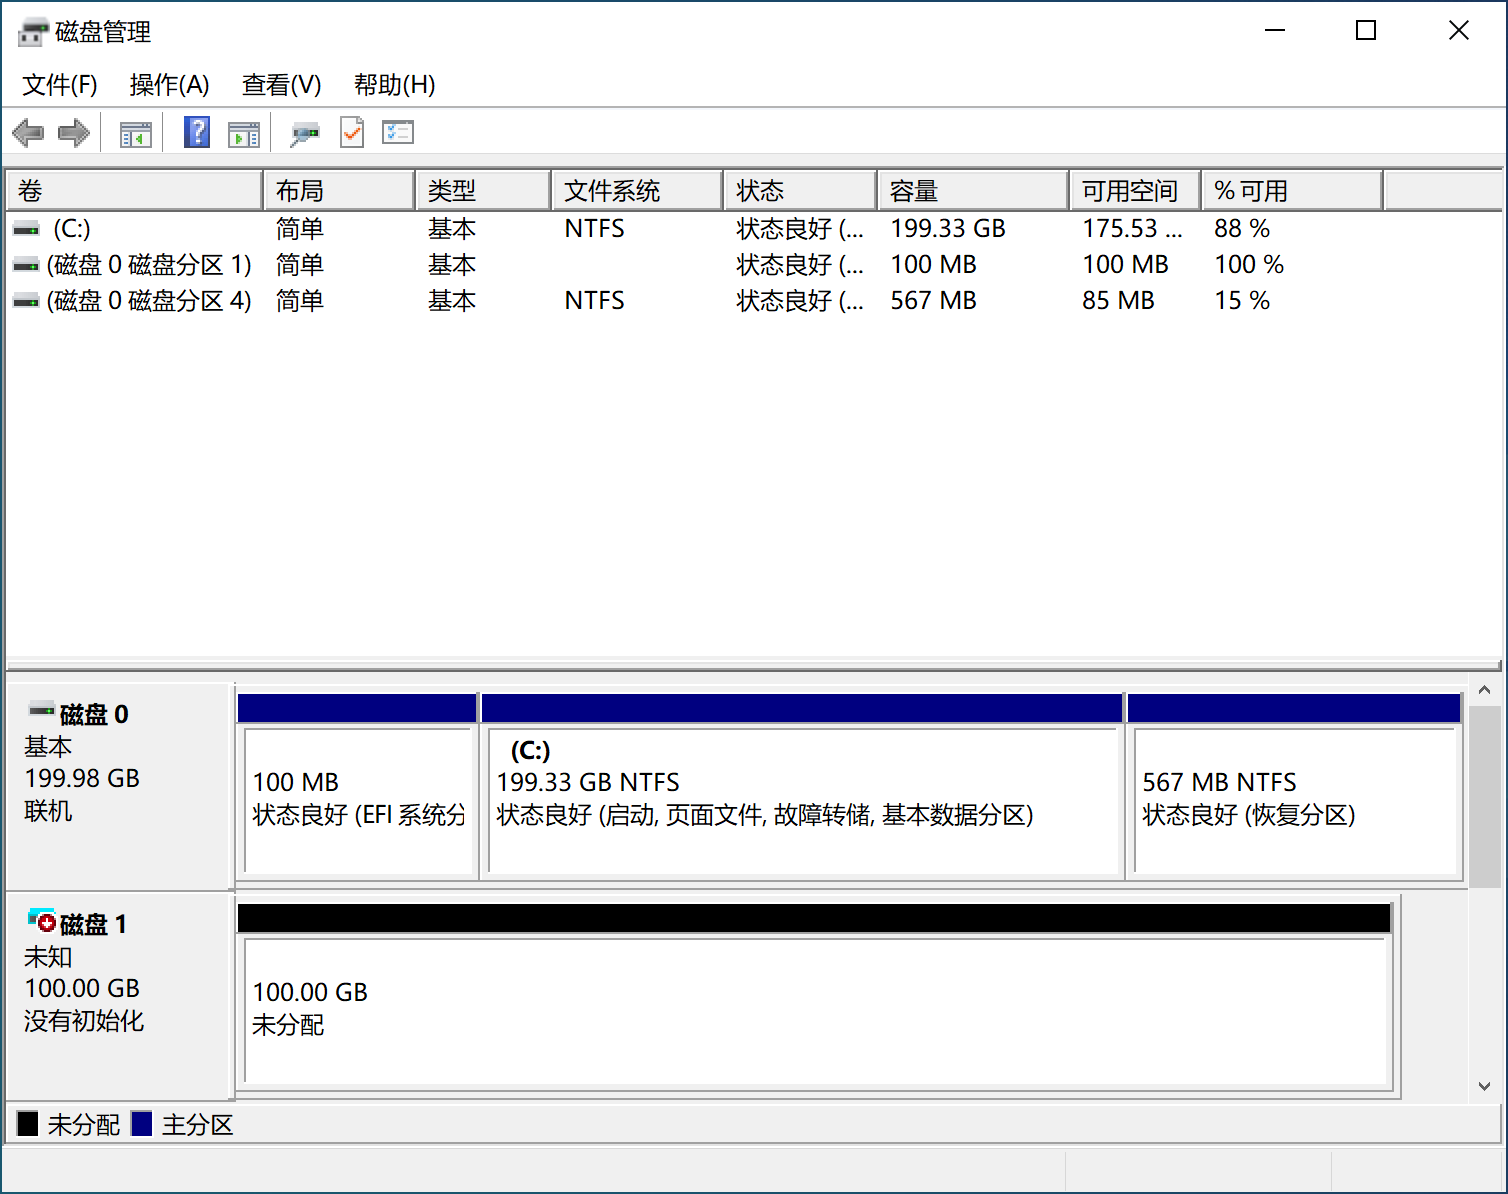 磁盘管理
文件(F) 操作(A) 查看(V) 帮助(H)
卷 布局 类型 文件系统 状态 容量 可用空间 % 可用
(C:) 简单 基本 NTFS 状态良好 (... 199.33 GB 175.53 ... 88 %
(磁盘 0 磁盘分区 1) 简单 基本 状态良好 (... 100 MB 100 MB 100 %
(磁盘 0 磁盘分区 4) 简单 基本 NTFS 状态良好 (... 567 MB 85 MB 15 %
磁盘 0
基本
199.98 GB
联机
100 MB
状态良好 (EFI 系统分
(C:)
199.33 GB NTFS
状态良好 (启动, 页面文件, 故障转储, 基本数据分区)
567 MB NTFS
状态良好 (恢复分区)
磁盘 1
未知
100.00 GB
没有初始化
100.00 GB
未分配
未分配 主分区